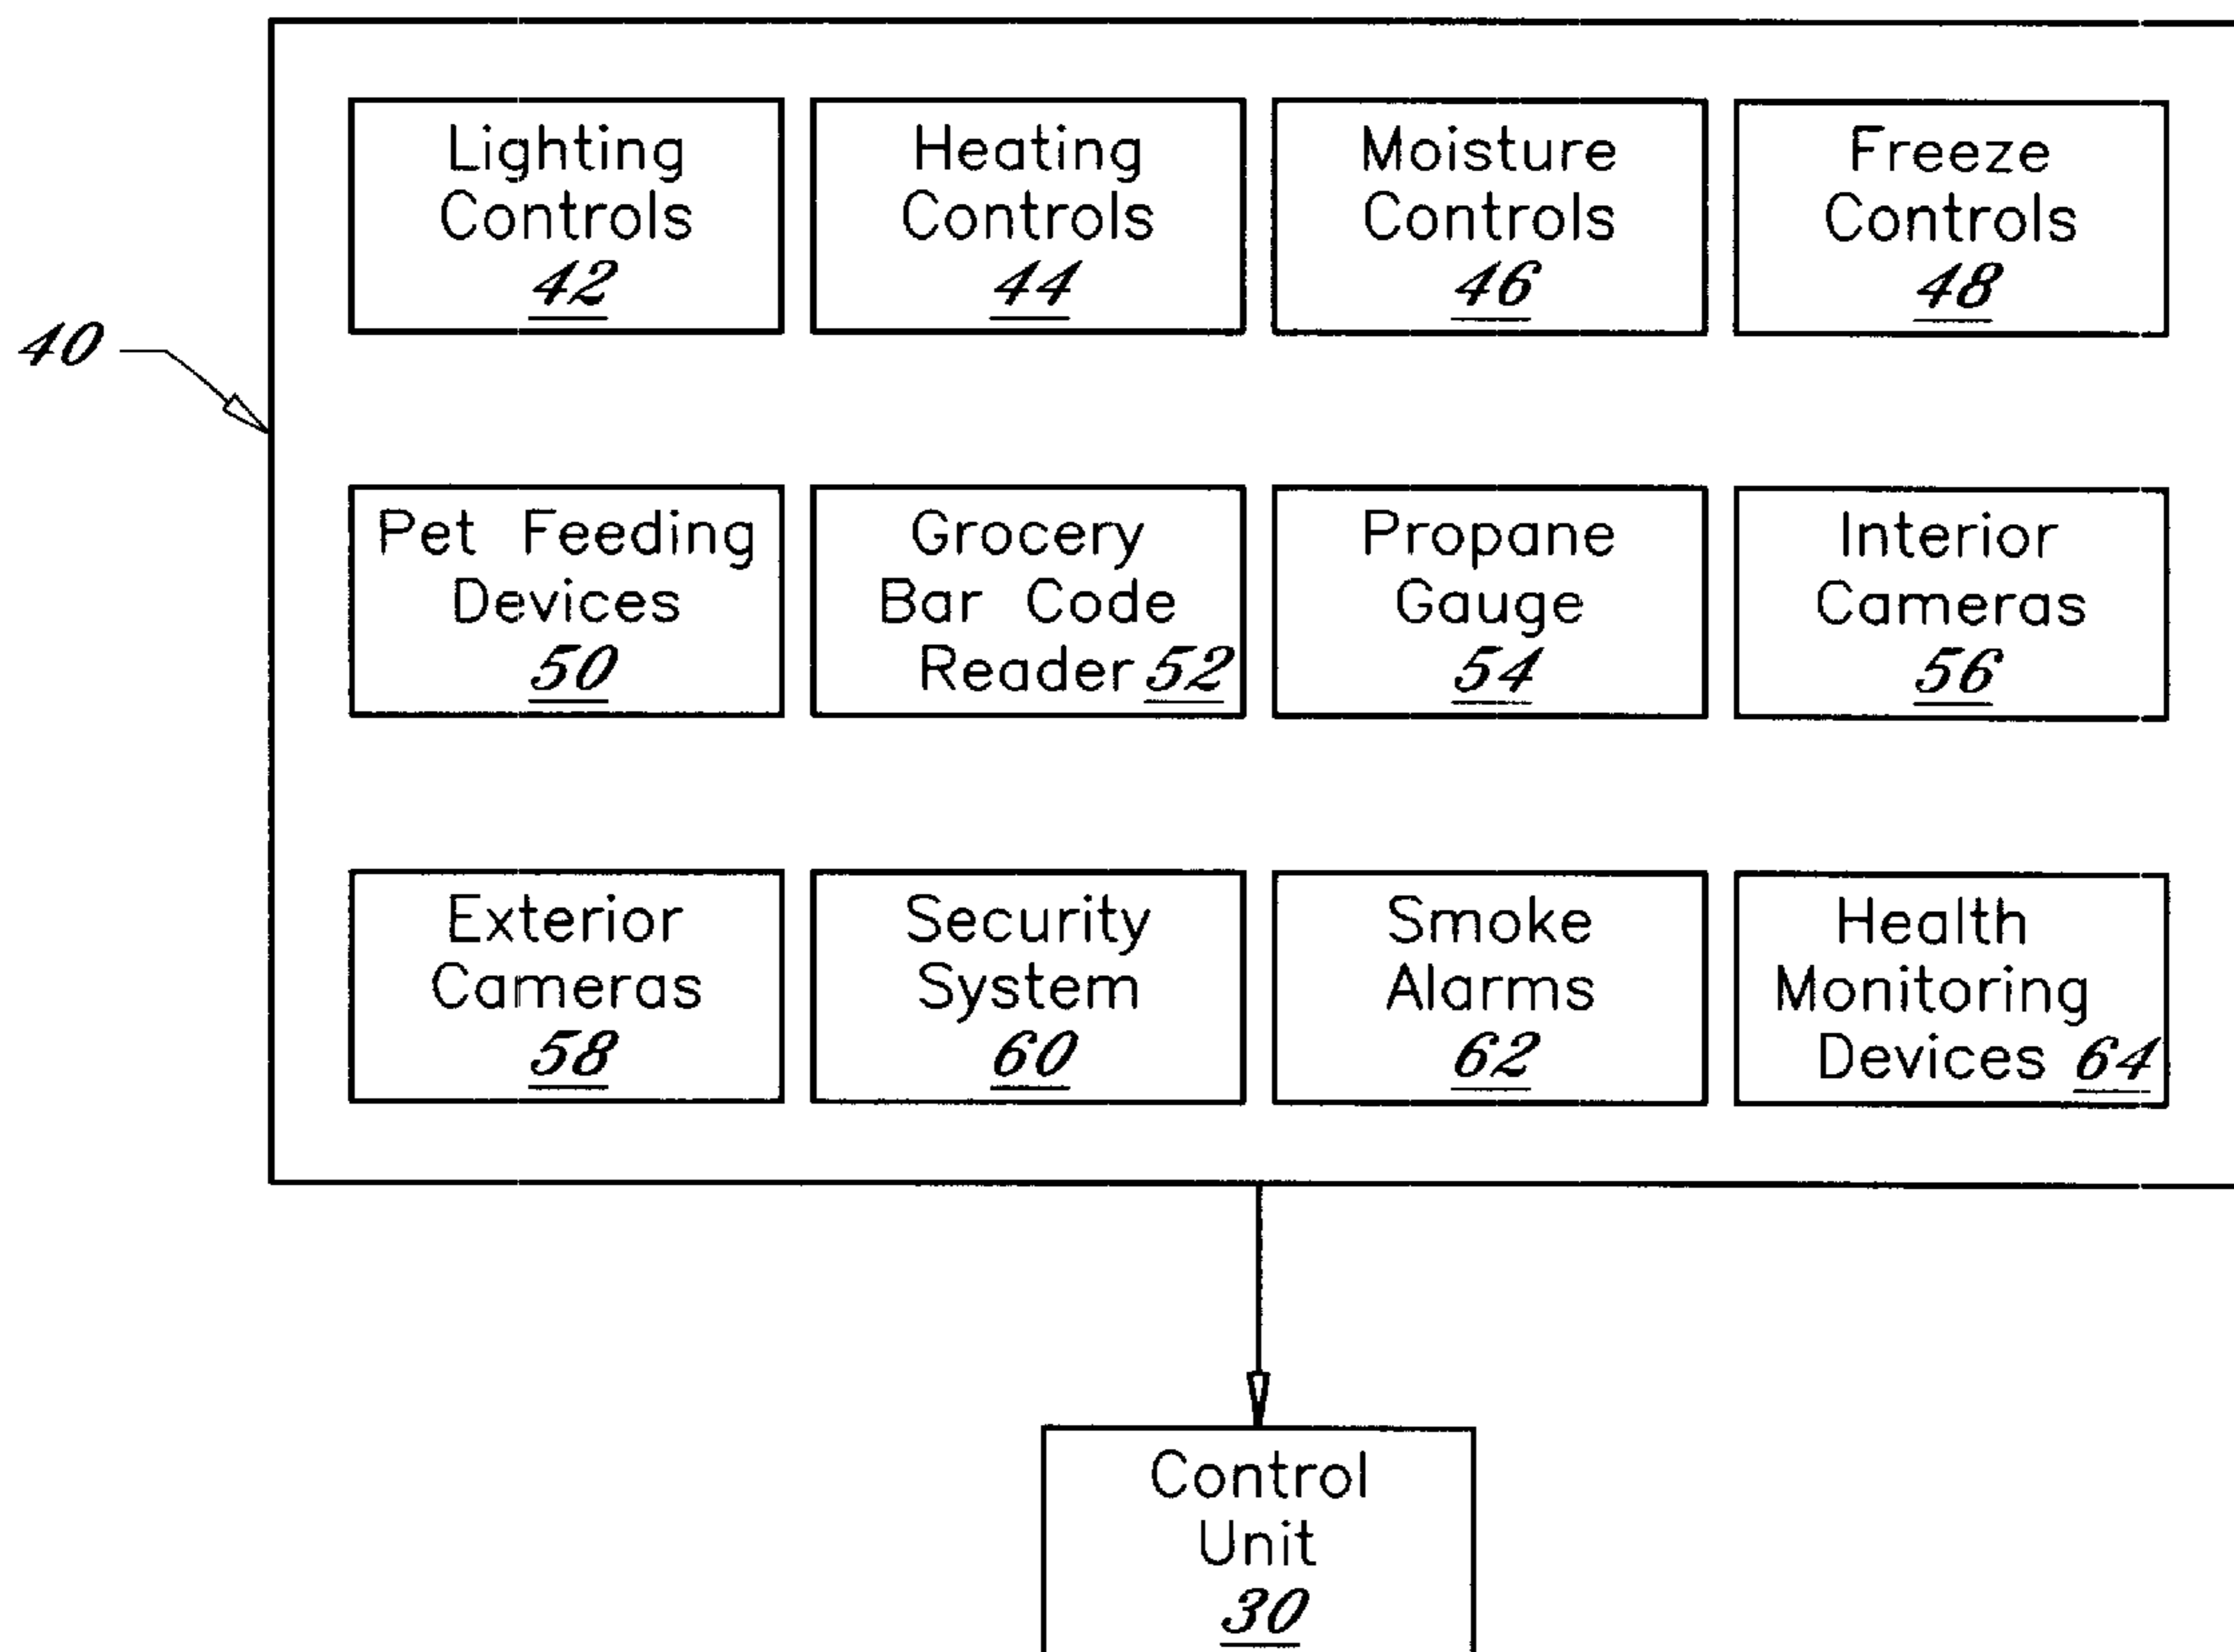 Lighting
Controls
42
Heating
Controls
44
Moisture
Controls
46
Freeze
Controls
48
40
Pet Feeding
Devices
50
Grocery
Bar Code
Reader 52
Propane
Gauge
54
Interior
Cameras
56
Exterior
Cameras
58
Security
System
60
Smoke
Alarms
62
Health
Monitoring
Devices 64
Control
Unit
30